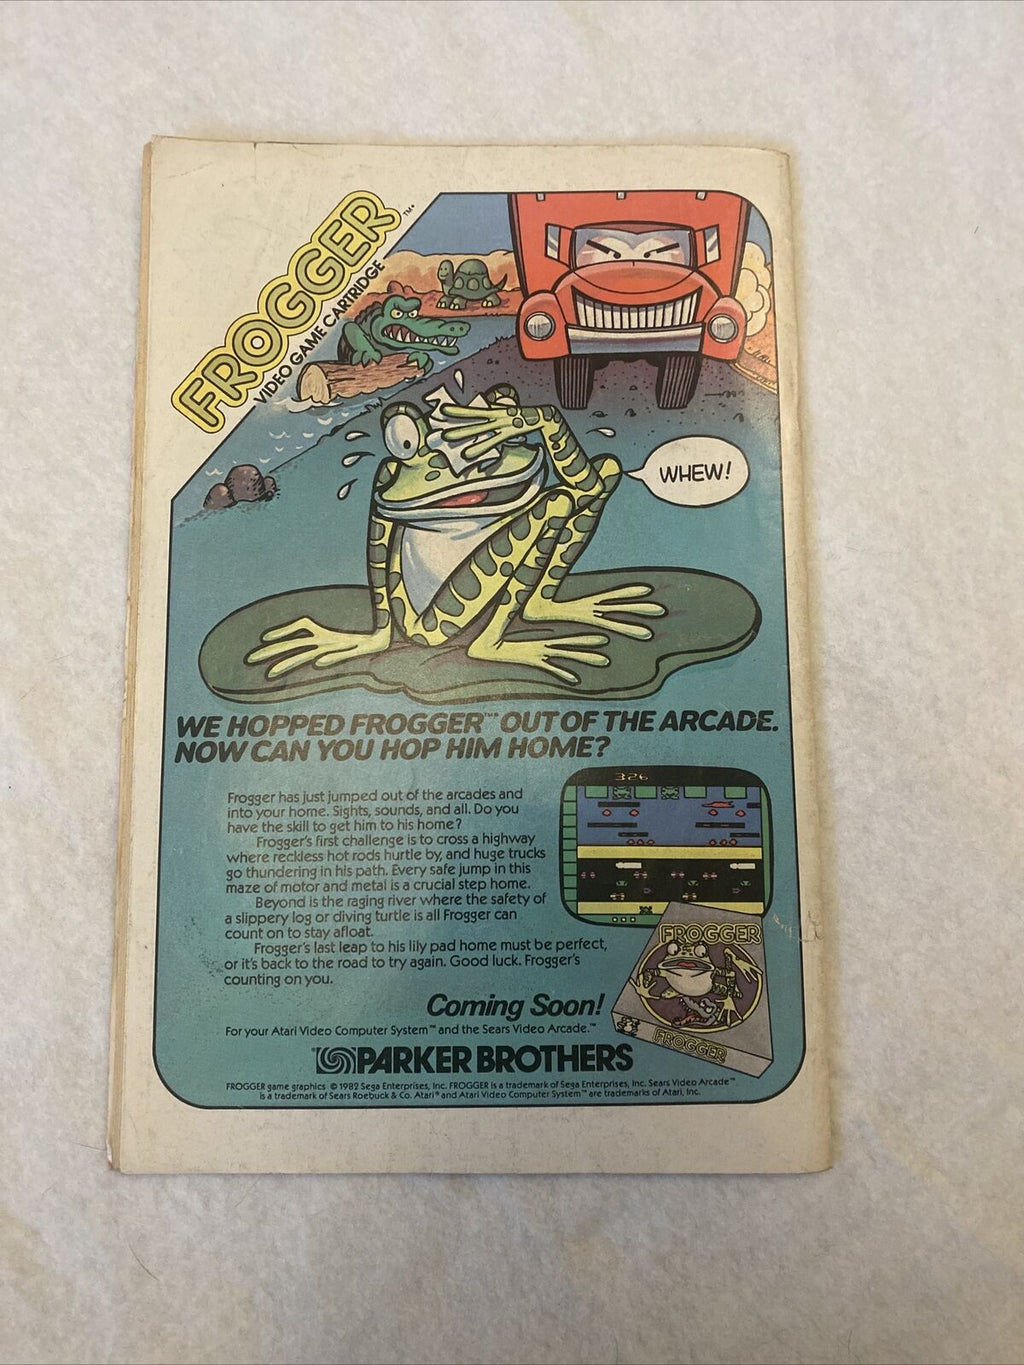 FROGGER™
VIDEO GAME CARTRIDGE
WHEW!
WE HOPPED FROGGER™ OUT OF THE ARCADE.
NOW CAN YOU HOP HIM HOME?
326
Frogger has just jumped out of the arcades and
into your home. Sights, sounds, and all. Do you
have the skill to get him to his home?
Frogger's first challenge is to cross a highway
where reckless hot rods hurtle by, and huge trucks
go thundering in his path. Every safe jump in this
maze of motor and metal is a crucial step home.
Beyond is the raging river where the safety of
a slippery log or diving turtle is all Frogger can
count on to stay afloat.
Frogger's last leap to his lily pad home must be perfect,
or it's back to the road to try again. Good luck. Frogger's
counting on you.
FROGGER
FROGGER
Coming Soon!
For your Atari Video Computer System™ and the Sears Video Arcade.™
PARKER BROTHERS
FROGGER game graphics © 1982 Sega Enterprises, Inc. FROGGER is a trademark of Sega Enterprises, Inc. Sears Video Arcade™
is a trademark of Sears Roebuck & Co. Atari® and Atari Video Computer System™ are trademarks of Atari, Inc.